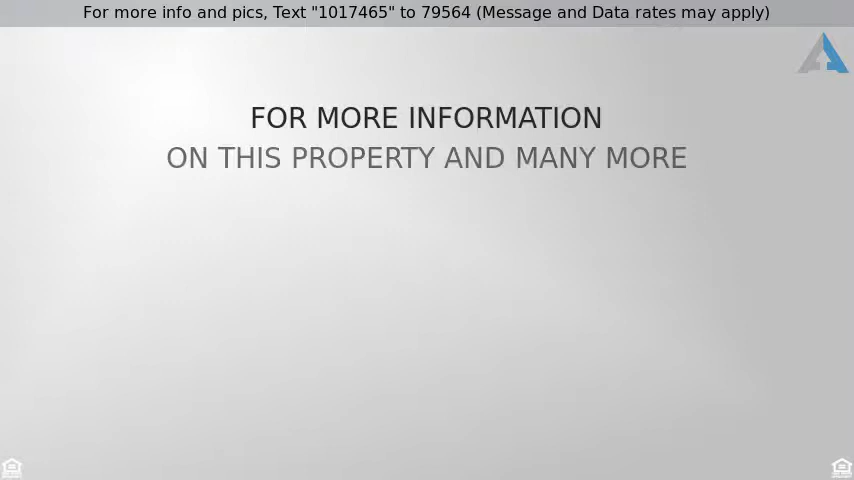 For more info and pics, Text "1017465" to 79564 (Message and Data rates may apply)
FOR MORE INFORMATION
ON THIS PROPERTY AND MANY MORE